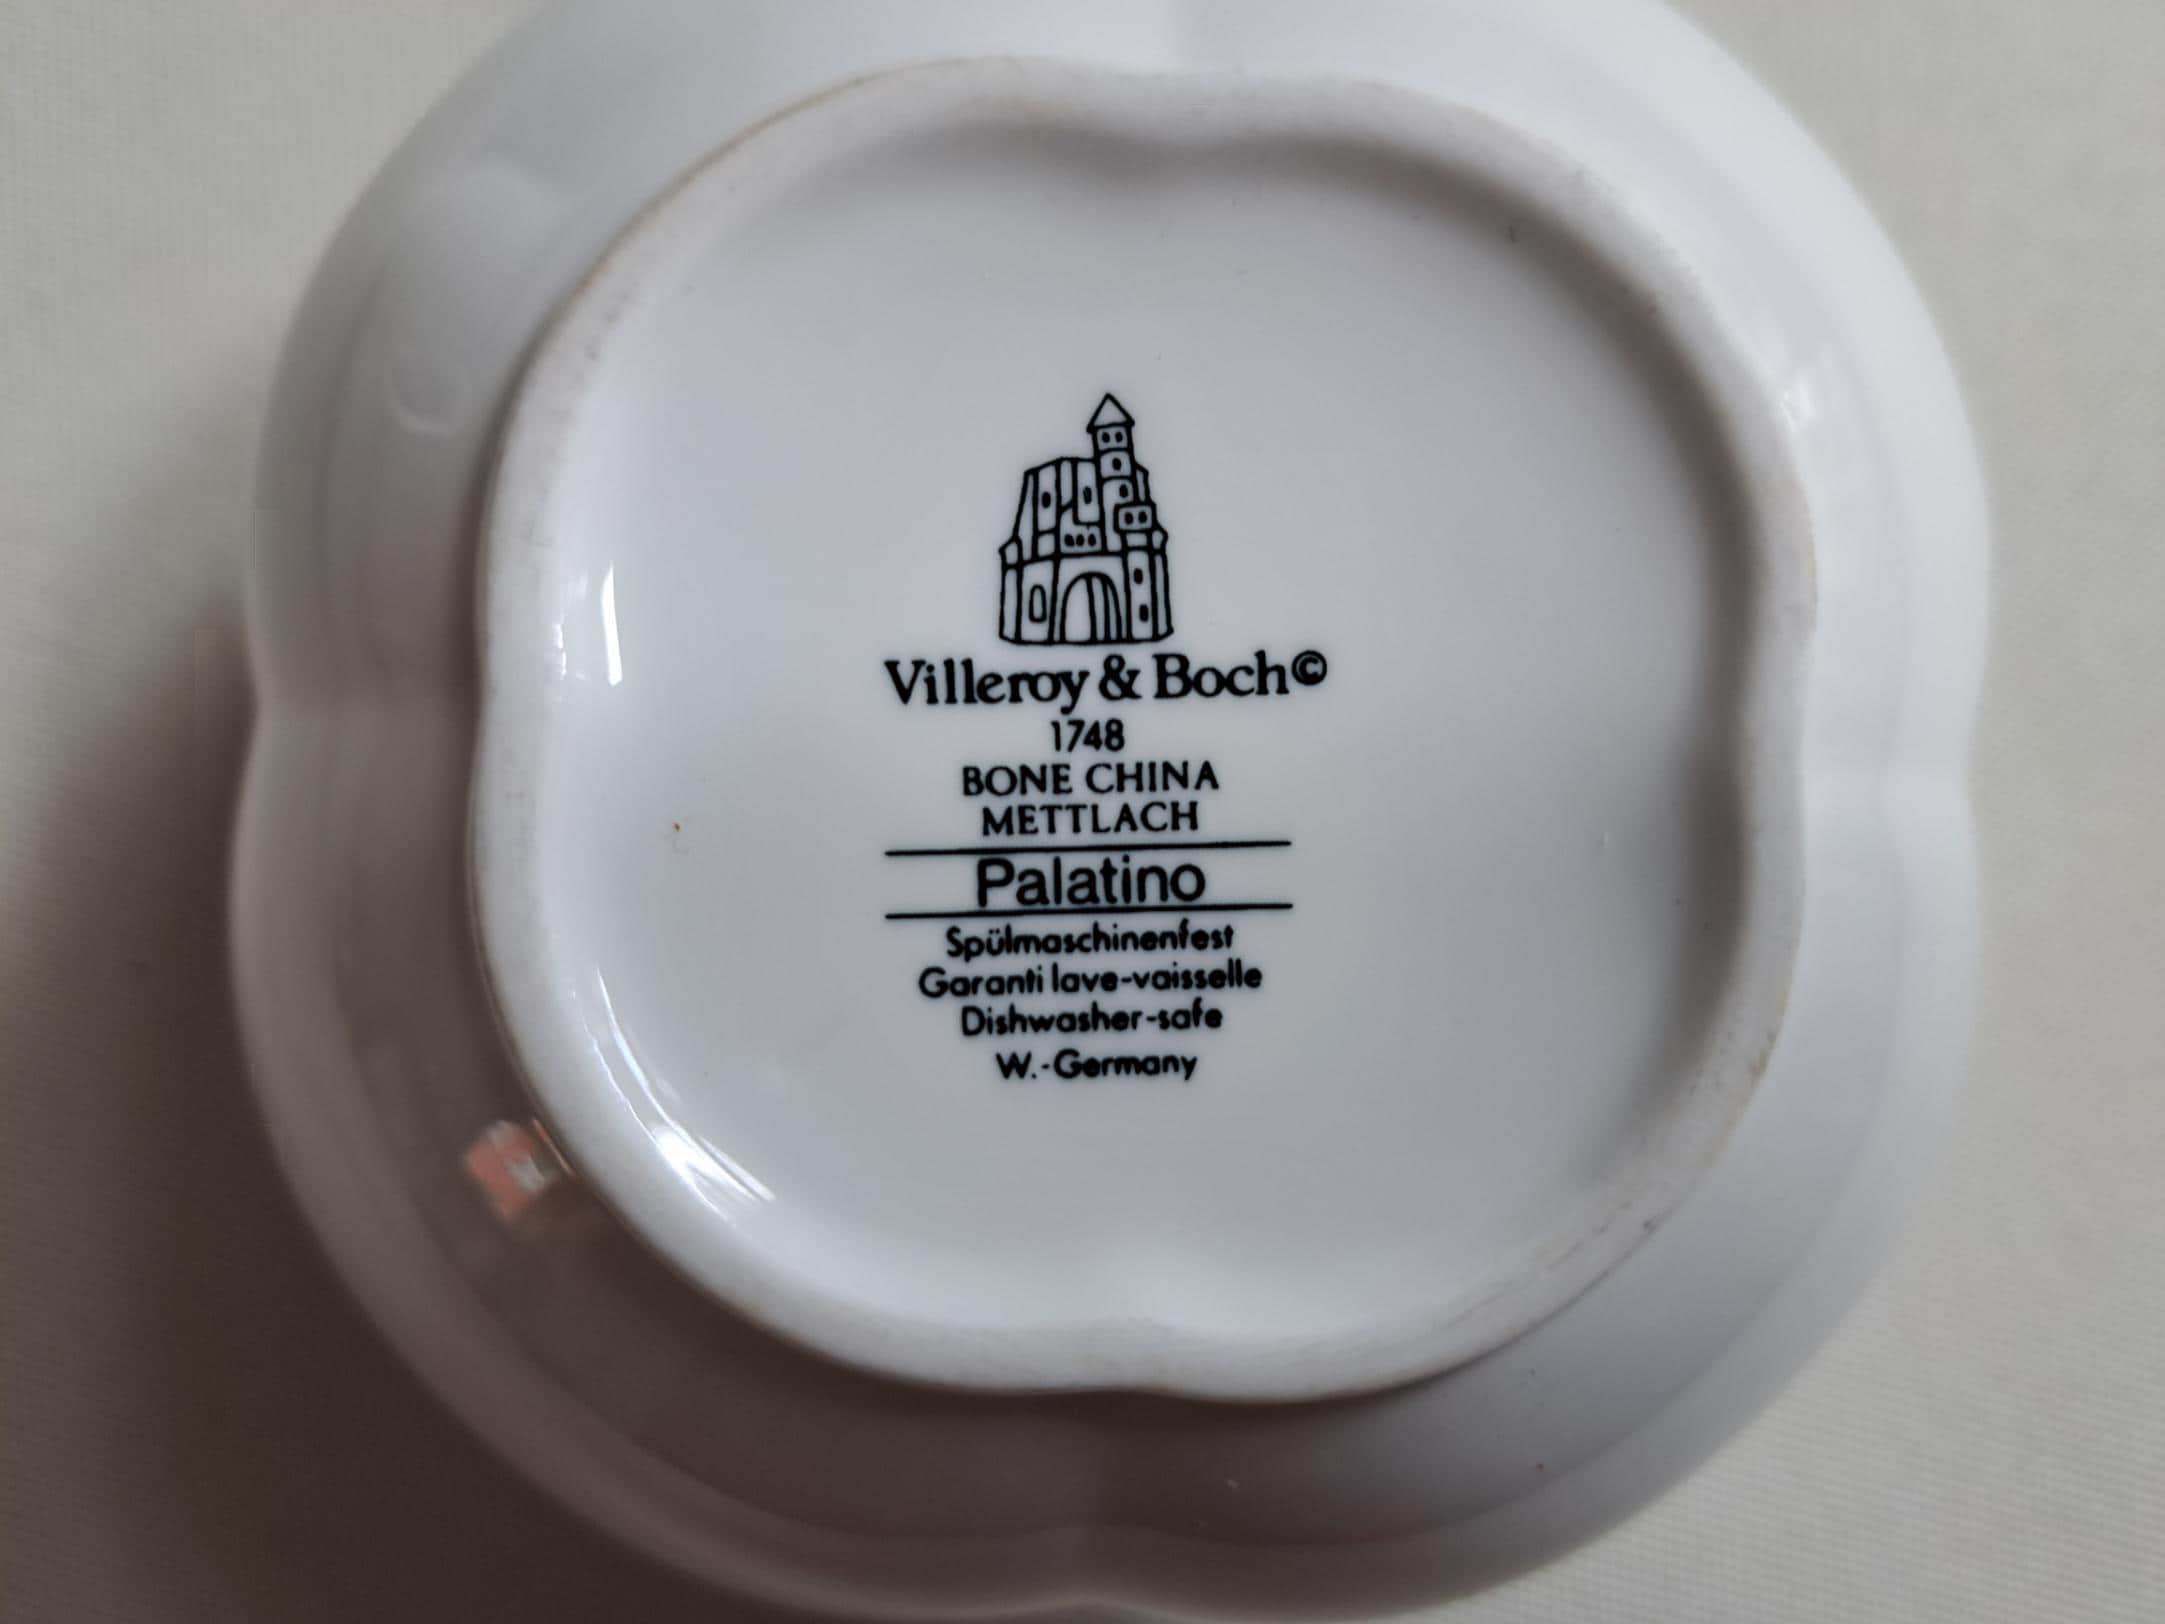 Villeroy & Boch©
1748
BONE CHINA
METTLACH
Palatino
Spülmaschinenfest
Garanti lave-vaisselle
Dishwasher-safe
W.-Germany